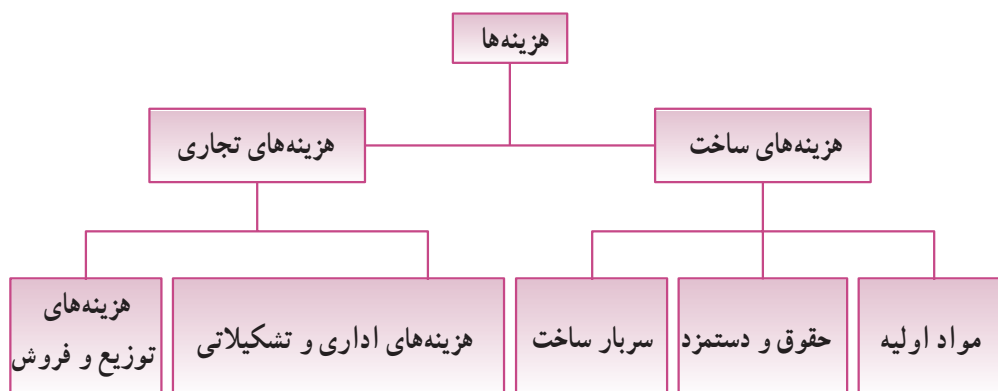 هزینه‌ها
هزینه‌های ساخت
هزینه‌های تجاری
مواد اولیه
حقوق و دستمزد
سربار ساخت
هزینه‌های اداری و تشکیلاتی
هزینه‌های
توزیع و فروش